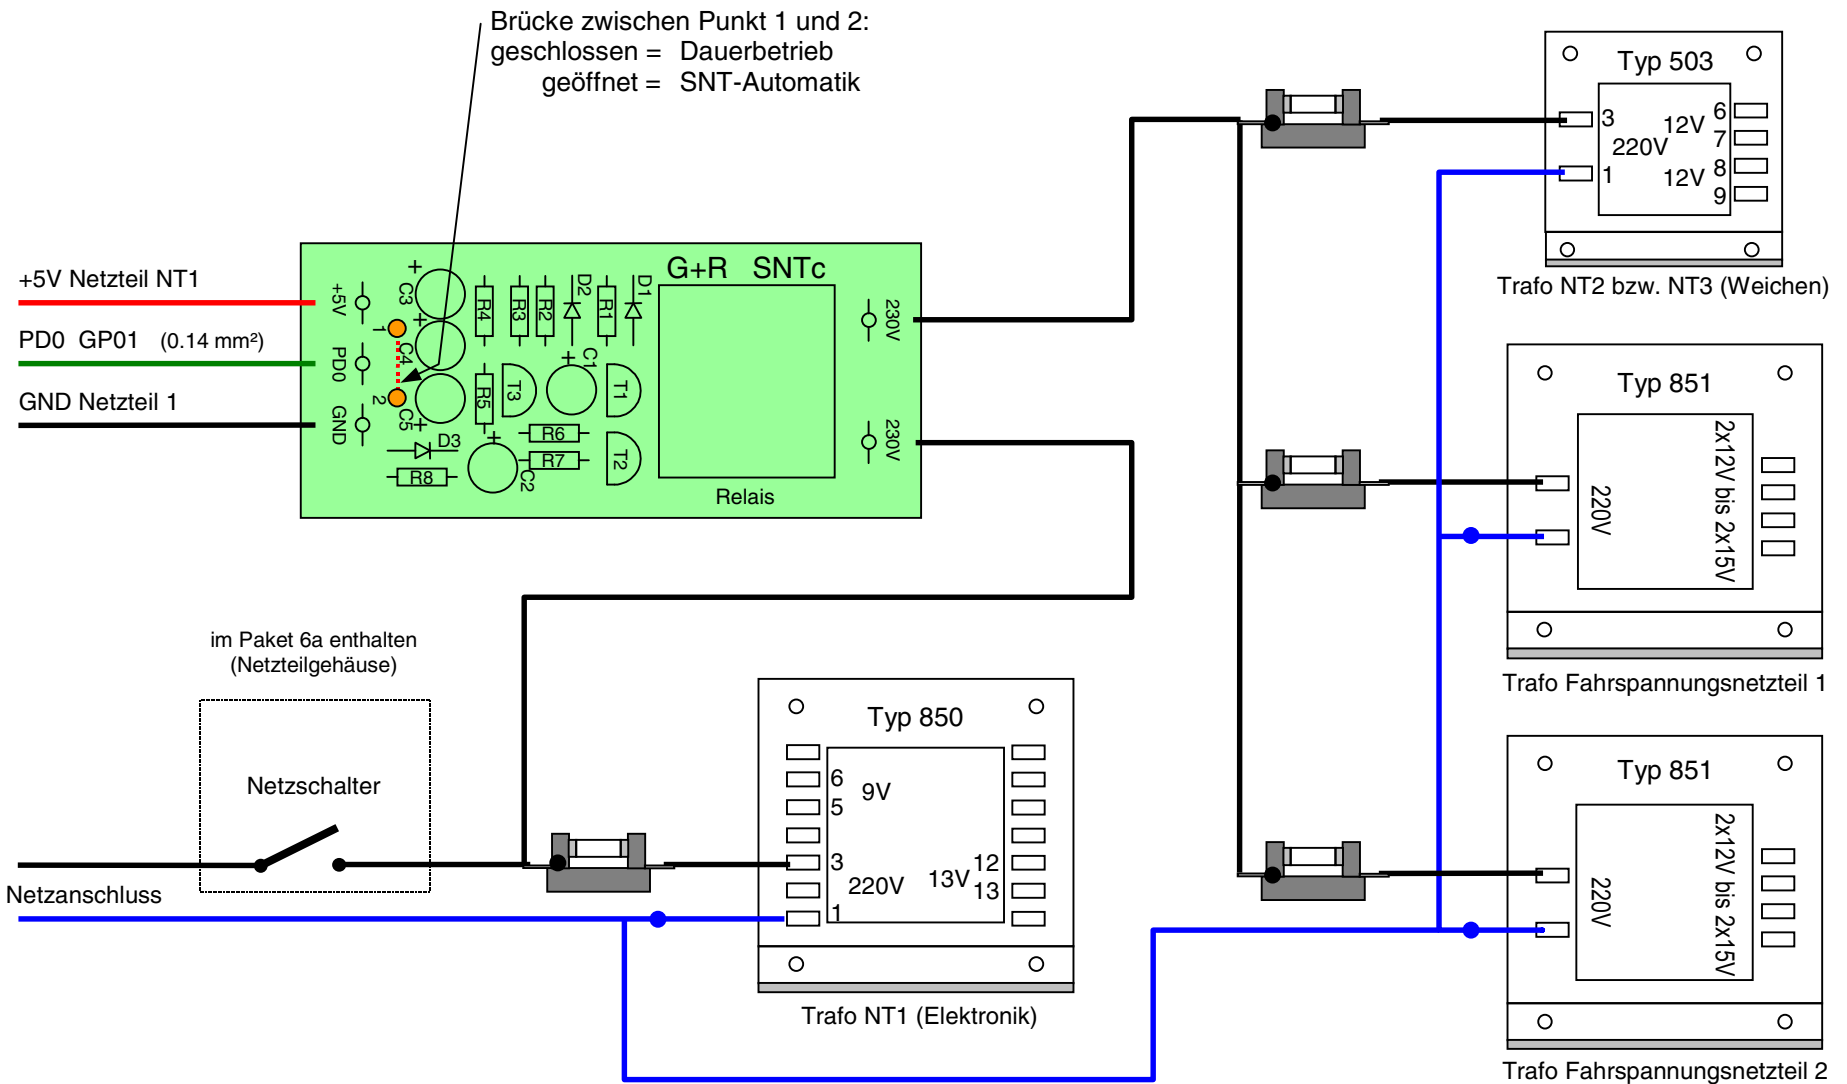 Brücke zwischen Punkt 1 und 2:
geschlossen = Dauerbetrieb
geöffnet = SNT-Automatik
+5V Netzteil NT1
PD0 GP01 (0.14 mm²)
GND Netzteil 1
G+R SNTc
+5V
PD0
GND
1
2
+
C3
+
C4
C5
+
R4
R3
R2
D2
R1
D1
R5
T3
+
C1
T1
D3
R8
+
C2
R6
R7
T2
Relais
230V
230V
Typ 503
3
1
220V
12V
12V
6
7
8
9
Trafo NT2 bzw. NT3 (Weichen)
Typ 851
220V
2x12V bis 2x15V
Trafo Fahrspannungsnetzteil 1
Typ 851
220V
2x12V bis 2x15V
Trafo Fahrspannungsnetzteil 2
im Paket 6a enthalten
(Netzteilgehäuse)
Netzschalter
Netzanschluss
Typ 850
6
5
9V
3
220V
1
13V
12
13
Trafo NT1 (Elektronik)